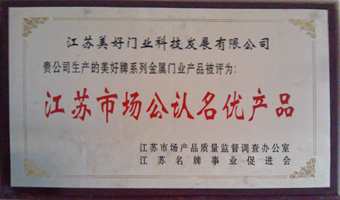 江苏美好门业科技发展有限公司
贵公司生产的美好牌系列金属门业产品被评为:
江苏市场公认名优产品
江苏市场产品质量监督调查办公室
江苏名牌事业促进会